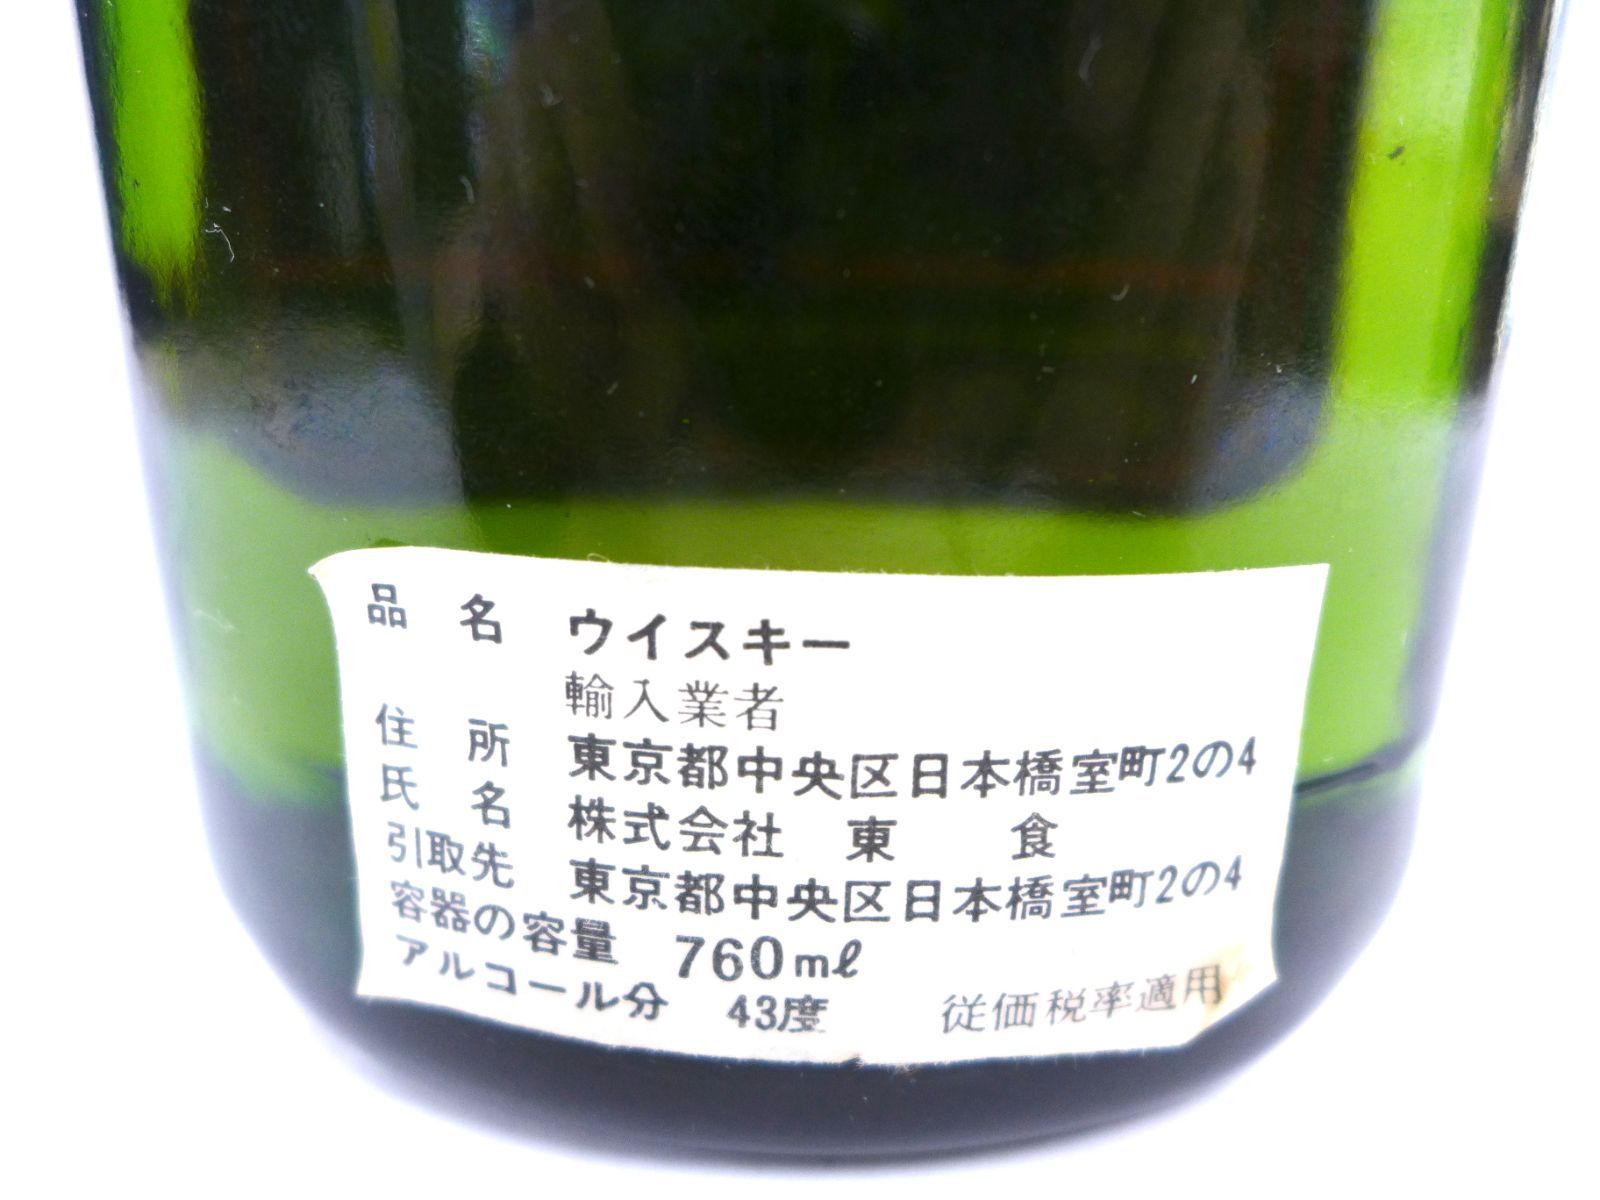 品 名 ウイスキー
輸入業者
住 所 東京都中央区日本橋室町2の4
氏 名 株式会社 東 食
引取先 東京都中央区日本橋室町2の4
容器の容量 760mℓ
アルコール分 43度 従価税率適用